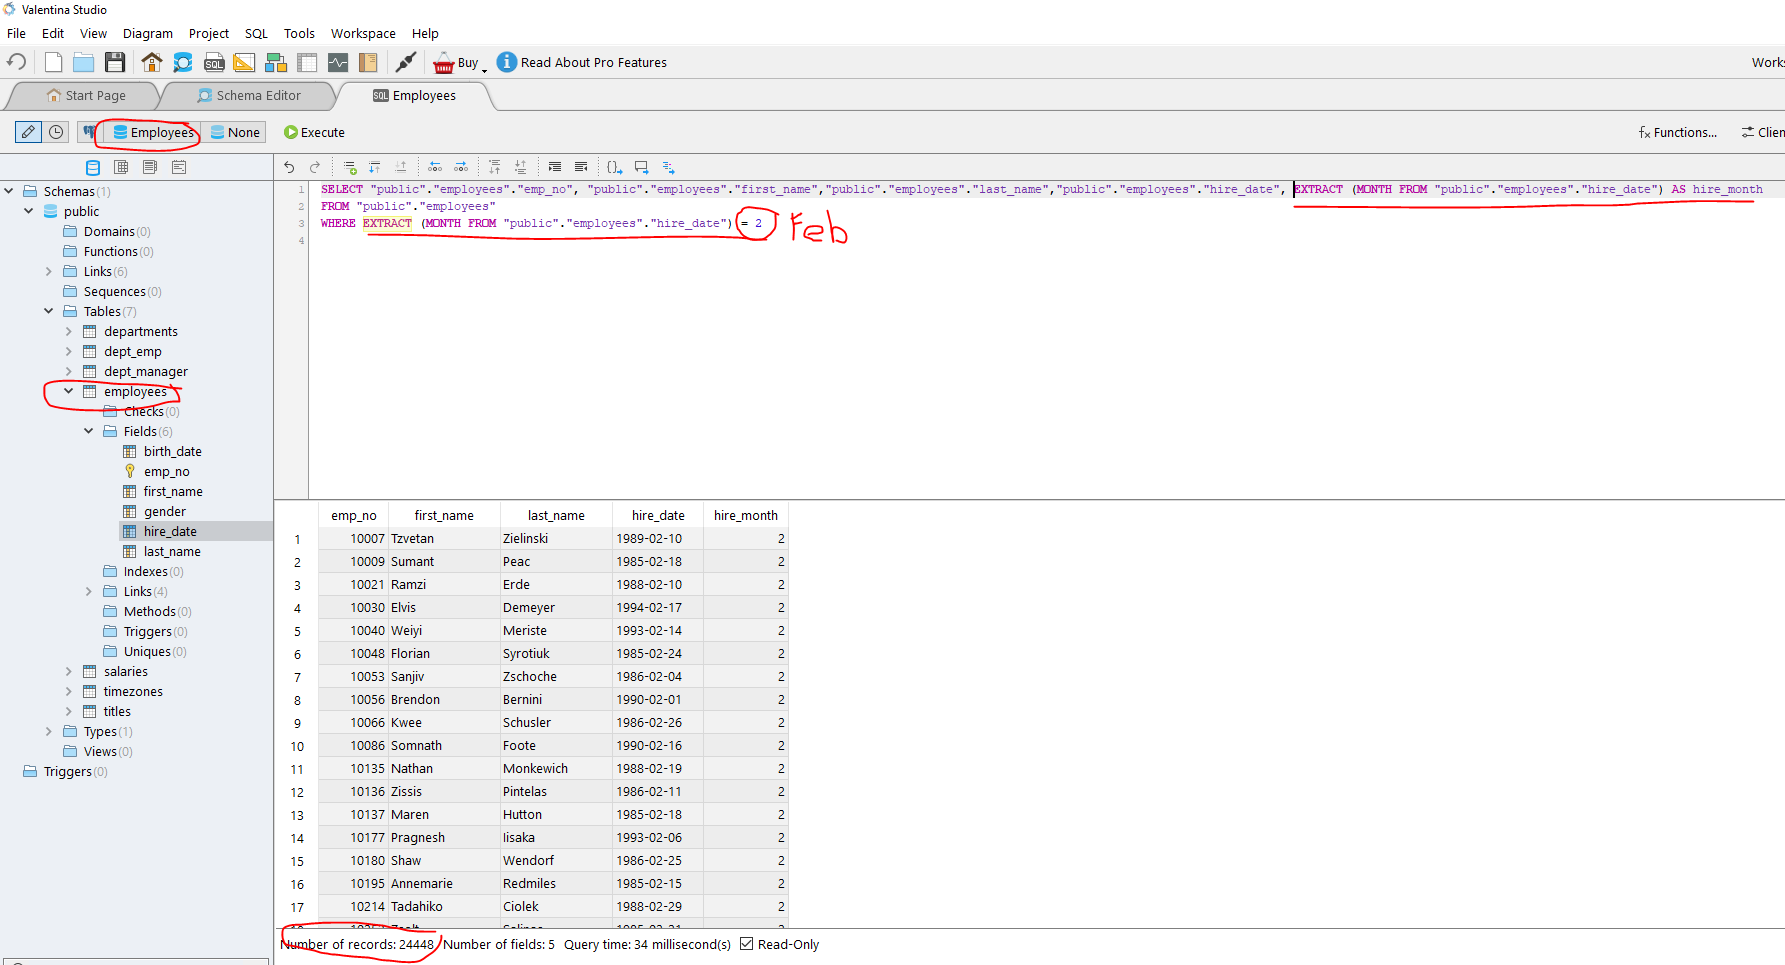 Valentina Studio
File Edit View Diagram Project SQL Tools Workspace Help
SQL Buy Read About Pro Features Works
Start Page Schema Editor SQL Employees
Employees None Execute fx Functions... Clien
Schemas (1)
public
Domains (0)
Functions (0)
Links (6)
Sequences (0)
Tables (7)
departments
dept_emp
dept_manager
employees
Checks (0)
Fields (6)
birth_date
emp_no
first_name
gender
hire_date
last_name
Indexes (0)
Links (4)
Methods (0)
Triggers (0)
Uniques (0)
salaries
timezones
titles
Types (1)
Views (0)
Triggers (0)
1 SELECT "public"."employees"."emp_no", "public"."employees"."first_name","public"."employees"."last_name","public"."employees"."hire_date", EXTRACT (MONTH FROM "public"."employees"."hire_date") AS hire_month
2 FROM "public"."employees"
3 WHERE EXTRACT (MONTH FROM "public"."employees"."hire_date") = 2 Feb
4
emp_no first_name last_name hire_date hire_month
1 10007 Tzvetan Zielinski 1989-02-10 2
2 10009 Sumant Peac 1985-02-18 2
3 10021 Ramzi Erde 1988-02-10 2
4 10030 Elvis Demeyer 1994-02-17 2
5 10040 Weiyi Meriste 1993-02-14 2
6 10048 Florian Syrotiuk 1985-02-24 2
7 10053 Sanjiv Zschoche 1986-02-04 2
8 10056 Brendon Bernini 1990-02-01 2
9 10066 Kwee Schusler 1986-02-26 2
10 10086 Somnath Foote 1990-02-16 2
11 10135 Nathan Monkewich 1988-02-19 2
12 10136 Zissis Pintelas 1986-02-11 2
13 10137 Maren Hutton 1985-02-18 2
14 10177 Pragnesh Iisaka 1993-02-06 2
15 10180 Shaw Wendorf 1986-02-25 2
16 10195 Annemarie Redmiles 1985-02-15 2
17 10214 Tadahiko Ciolek 1988-02-29 2
Number of records: 24448 Number of fields: 5 Query time: 34 millisecond(s) Read-Only